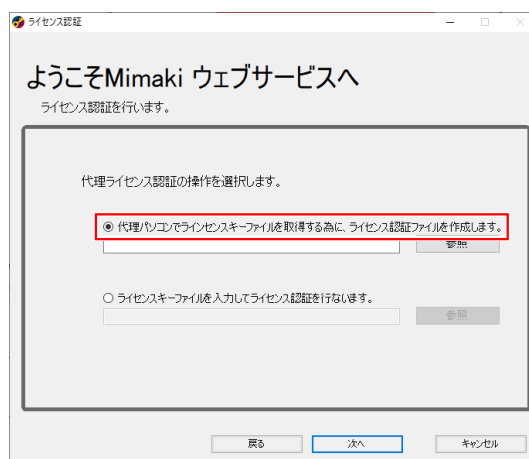 ライセンス認証
ようこそMimaki ウェブサービスへ
ライセンス認証を行います。
代理ライセンス認証の操作を選択します。
代理パソコンでラインセンスキーファイルを取得する為に、ライセンス認証ファイルを作成します。
参照
ライセンスキーファイルを入力してライセンス認証を行ないます。
参照
戻る
次へ
キャンセル